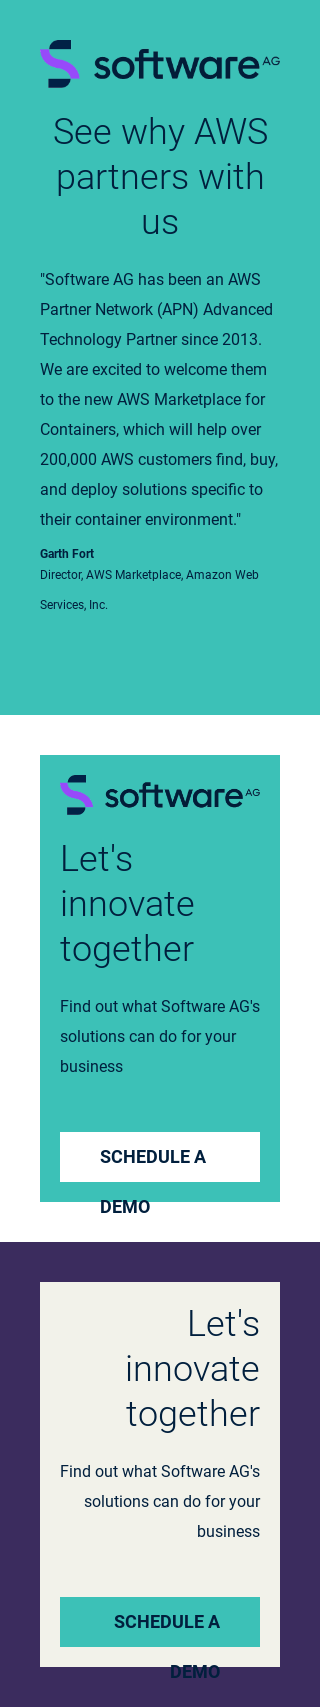 software AG
See why AWS
partners with
us
"Software AG has been an AWS
Partner Network (APN) Advanced
Technology Partner since 2013.
We are excited to welcome them
to the new AWS Marketplace for
Containers, which will help over
200,000 AWS customers find, buy,
and deploy solutions specific to
their container environment."
Garth Fort
Director, AWS Marketplace, Amazon Web
Services, Inc.
software AG
Let's
innovate
together
Find out what Software AG's
solutions can do for your
business
SCHEDULE A
DEMO
Let's
innovate
together
Find out what Software AG's
solutions can do for your
business
SCHEDULE A
DEMO